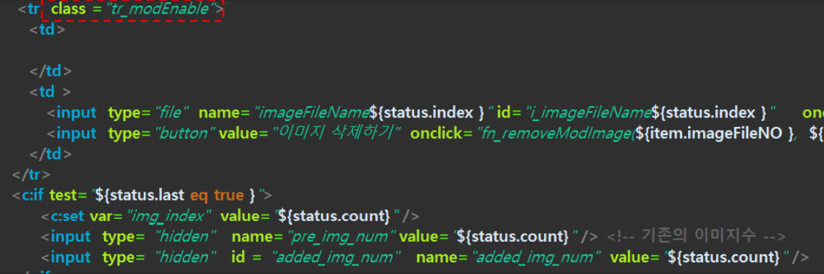 <tr class ="tr_modEnable">
<td>
</td>
<td >
<input type= "file" name="imageFileName${status.index }" id="i_imageFileName${status.index }" onc
<input type= "button" value="이미지 삭제하기" onclick="fn_removeModImage(${item.imageFileNO }, ${
</td>
</tr>
<c:if test="${status.last eq true }">
<c:set var="img_index" value="${status.count}" />
<input type= "hidden" name="pre_img_num" value="${status.count}" /> <!-- 기존의 이미지수 -->
<input type= "hidden" id = "added_img_num" name="added_img_num" value="${status.count}" />